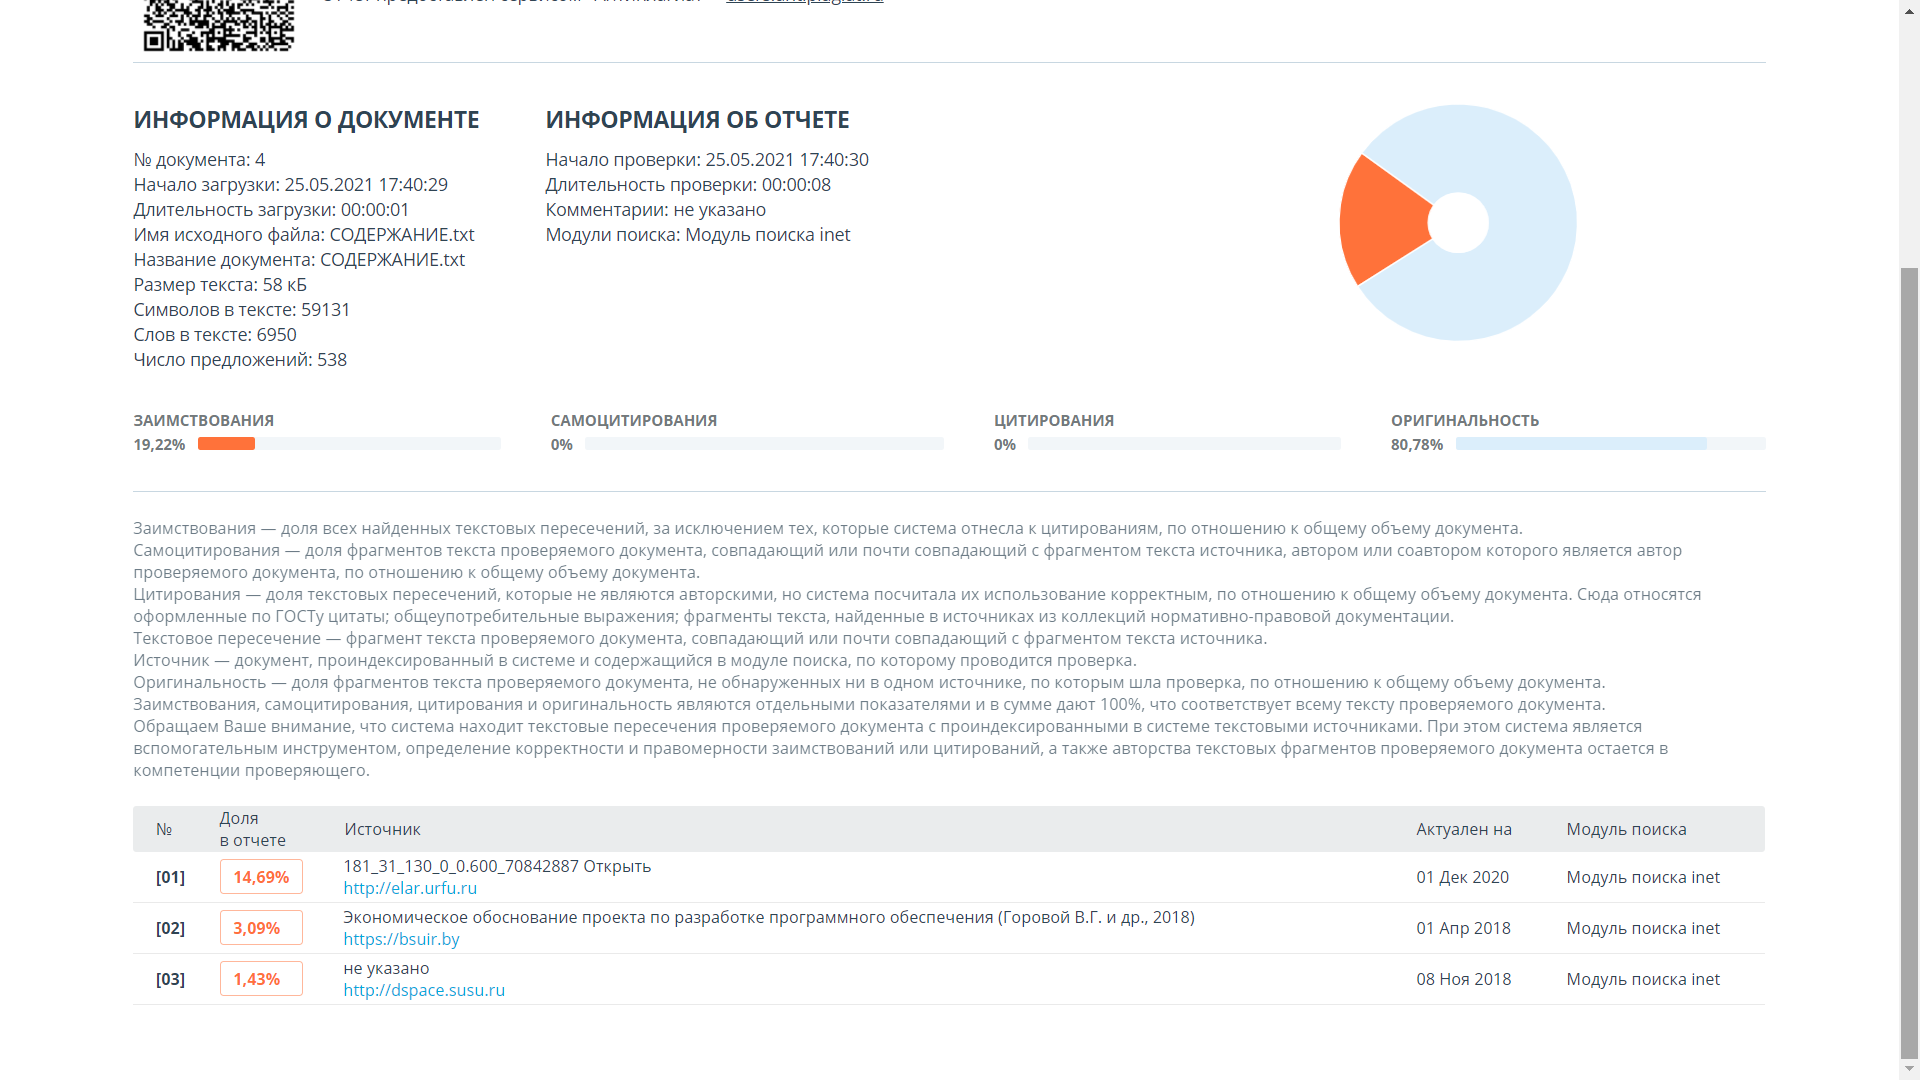 ИНФОРМАЦИЯ О ДОКУМЕНТЕ
№ документа: 4
Начало загрузки: 25.05.2021 17:40:29
Длительность загрузки: 00:00:01
Имя исходного файла: СОДЕРЖАНИЕ.txt
Название документа: СОДЕРЖАНИЕ.txt
Размер текста: 58 кБ
Символов в тексте: 59131
Слов в тексте: 6950
Число предложений: 538
ИНФОРМАЦИЯ ОБ ОТЧЕТЕ
Начало проверки: 25.05.2021 17:40:30
Длительность проверки: 00:00:08
Комментарии: не указано
Модули поиска: Модуль поиска inet
ЗАИМСТВОВАНИЯ
19,22%
САМОЦИТИРОВАНИЯ
0%
ЦИТИРОВАНИЯ
0%
ОРИГИНАЛЬНОСТЬ
80,78%
Заимствования — доля всех найденных текстовых пересечений, за исключением тех, которые система отнесла к цитированиям, по отношению к общему объему документа.
Самоцитирования — доля фрагментов текста проверяемого документа, совпадающий или почти совпадающий с фрагментом текста источника, автором или соавтором которого является автор
проверяемого документа, по отношению к общему объему документа.
Цитирования — доля текстовых пересечений, которые не являются авторскими, но система посчитала их использование корректным, по отношению к общему объему документа. Сюда относятся
оформленные по ГОСТу цитаты; общеупотребительные выражения; фрагменты текста, найденные в источниках из коллекций нормативно-правовой документации.
Текстовое пересечение — фрагмент текста проверяемого документа, совпадающий или почти совпадающий с фрагментом текста источника.
Источник — документ, проиндексированный в системе и содержащийся в модуле поиска, по которому проводится проверка.
Оригинальность — доля фрагментов текста проверяемого документа, не обнаруженных ни в одном источнике, по которым шла проверка, по отношению к общему объему документа.
Заимствования, самоцитирования, цитирования и оригинальность являются отдельными показателями и в сумме дают 100%, что соответствует всему тексту проверяемого документа.
Обращаем Ваше внимание, что система находит текстовые пересечения проверяемого документа с проиндексированными в системе текстовыми источниками. При этом система является
вспомогательным инструментом, определение корректности и правомерности заимствований или цитирований, а также авторства текстовых фрагментов проверяемого документа остается в
компетенции проверяющего.
№ Доля в отчете Источник Актуален на Модуль поиска
[01] 14,69% 181_31_130_0_0.600_70842887 Открыть 01 Дек 2020 Модуль поиска inet
http://elar.urfu.ru
[02] 3,09% Экономическое обоснование проекта по разработке программного обеспечения (Горовой В.Г. и др., 2018) 01 Апр 2018 Модуль поиска inet
https://bsuir.by
[03] 1,43% не указано 08 Ноя 2018 Модуль поиска inet
http://dspace.susu.ru